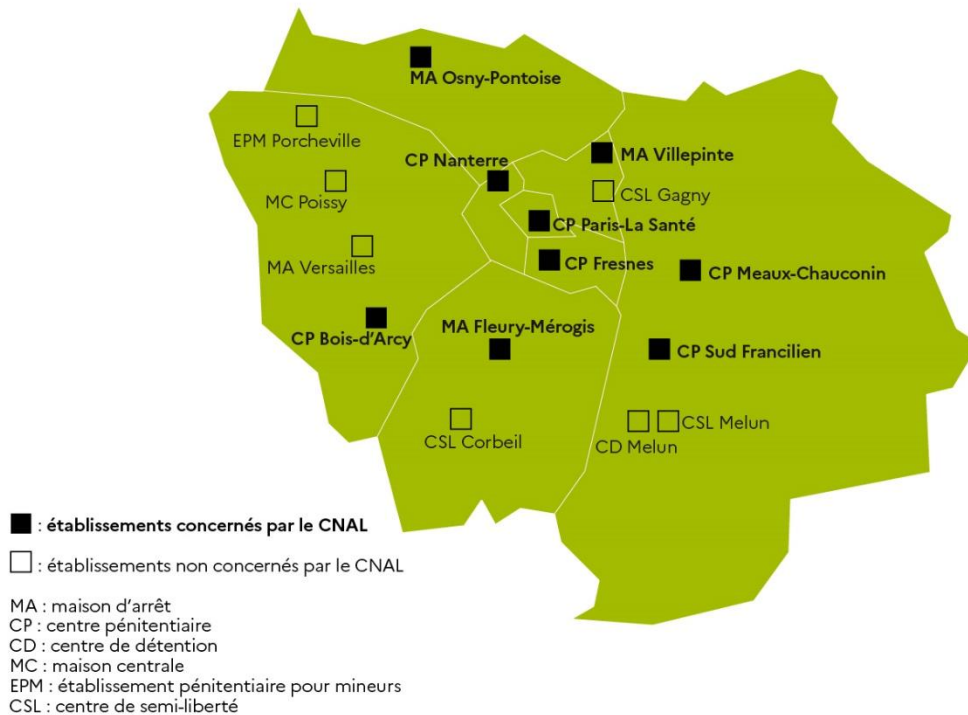 MA Osny-Pontoise
EPM Porcheville
CP Nanterre
MA Villepinte
MC Poissy
CSL Gagny
CP Paris-La Santé
MA Versailles
CP Fresnes
CP Meaux-Chauconin
CP Bois-d'Arcy
MA Fleury-Mérogis
CP Sud Francilien
CSL Corbeil
CSL Melun
CD Melun
: établissements concernés par le CNAL
: établissements non concernés par le CNAL
MA : maison d'arrêt
CP : centre pénitentiaire
CD : centre de détention
MC : maison centrale
EPM : établissement pénitentiaire pour mineurs
CSL : centre de semi-liberté